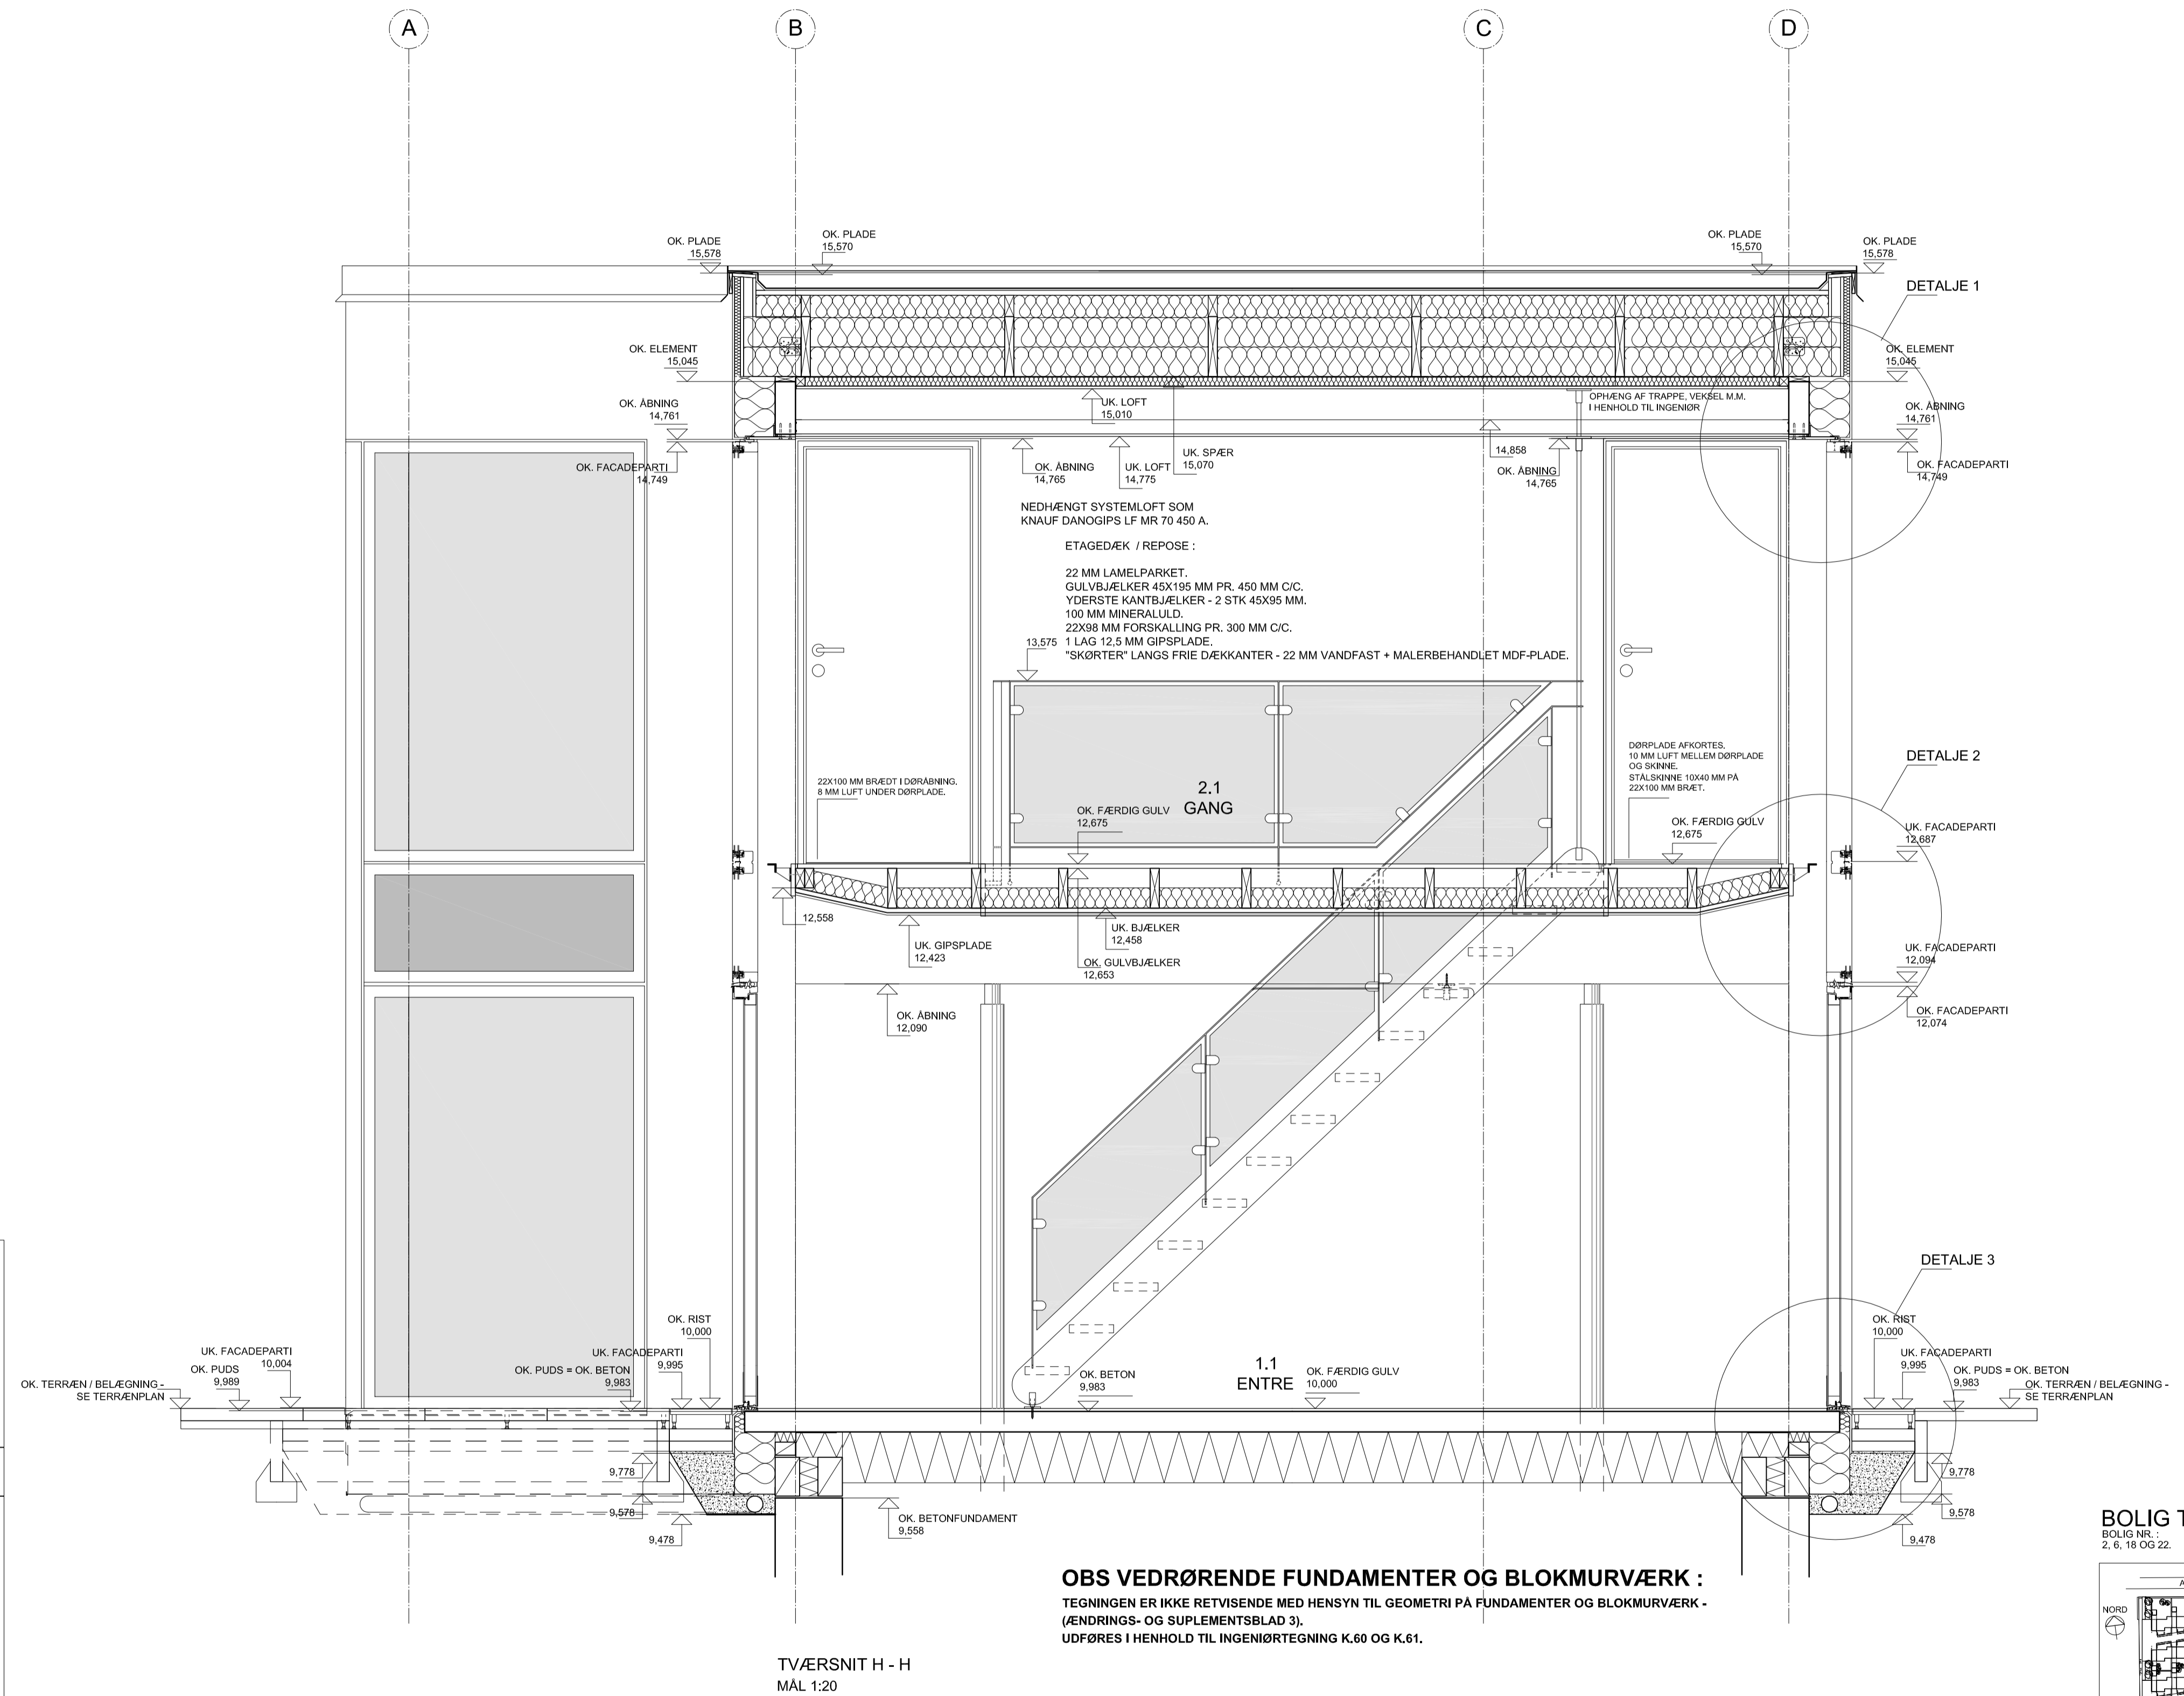 A
B
C
D
OK. PLADE
15,578
OK. PLADE
15,570
OK. PLADE
15,570
OK. PLADE
15,578
DETALJE 1
OK. ELEMENT
15,045
OK. ELEMENT
15,045
OK. ÅBNING
14,761
UK. LOFT
15,010
OPHÆNG AF TRAPPE, VEKSEL M.M.
I HENHOLD TIL INGENIØR
OK. ÅBNING
14,761
OK. FACADEPARTI
14,749
OK. ÅBNING
14,765
UK. LOFT
14,775
UK. SPÆR
15,070
14,858
OK. ÅBNING
14,765
OK. FACADEPARTI
14,749
NEDHÆNGT SYSTEMLOFT SOM
KNAUF DANOGIPS LF MR 70 450 A.
ETAGEDÆK / REPOSE :
22 MM LAMELPARKET.
GULVBJÆLKER 45X195 MM PR. 450 MM C/C.
YDERSTE KANTBJÆLKER - 2 STK 45X95 MM.
100 MM MINERALULD.
22X98 MM FORSKALLING PR. 300 MM C/C.
1 LAG 12,5 MM GIPSPLADE.
"SKØRTER" LANGS FRIE DÆKKANTER - 22 MM VANDFAST + MALERBEHANDLET MDF-PLADE.
13,575
22X100 MM BRÆDT I DØRÅBNING.
8 MM LUFT UNDER DØRPLADE.
2.1
GANG
DØRPLADE AFKORTES.
10 MM LUFT MELLEM DØRPLADE
OG SKINNE.
STÅLSKINNE 10X40 MM PÅ
22X100 MM BRÆT.
DETALJE 2
OK. FÆRDIG GULV
12,675
OK. FÆRDIG GULV
12,675
UK. FACADEPARTI
12,687
12,558
UK. GIPSPLADE
12,423
UK. BJÆLKER
12,458
OK. GULVBJÆLKER
12,653
UK. FACADEPARTI
12,094
OK. ÅBNING
12,090
OK. FACADEPARTI
12,074
DETALJE 3
OK. RIST
10,000
OK. RIST
10,000
UK. FACADEPARTI
10,004
OK. PUDS
9,989
OK. TERRÆN / BELÆGNING -
SE TERRÆNPLAN
UK. FACADEPARTI
9,995
OK. PUDS = OK. BETON
9,983
OK. BETON
9,983
1.1
ENTRE
OK. FÆRDIG GULV
10,000
UK. FACADEPARTI
9,995
OK. PUDS = OK. BETON
9,983
OK. TERRÆN / BELÆGNING -
SE TERRÆNPLAN
9,778
9,578
9,478
OK. BETONFUNDAMENT
9,558
9,778
9,578
9,478
OBS VEDRØRENDE FUNDAMENTER OG BLOKMURVÆRK :
TEGNINGEN ER IKKE RETVISENDE MED HENSYN TIL GEOMETRI PÅ FUNDAMENTER OG BLOKMURVÆRK -
(ÆNDRINGS- OG SUPLEMENTSBLAD 3).
UDFØRES I HENHOLD TIL INGENIØRTEGNING K.60 OG K.61.
TVÆRSNIT H - H
MÅL 1:20
BOLIG T
BOLIG NR. :
2, 6, 18 OG 22.
A
NORD